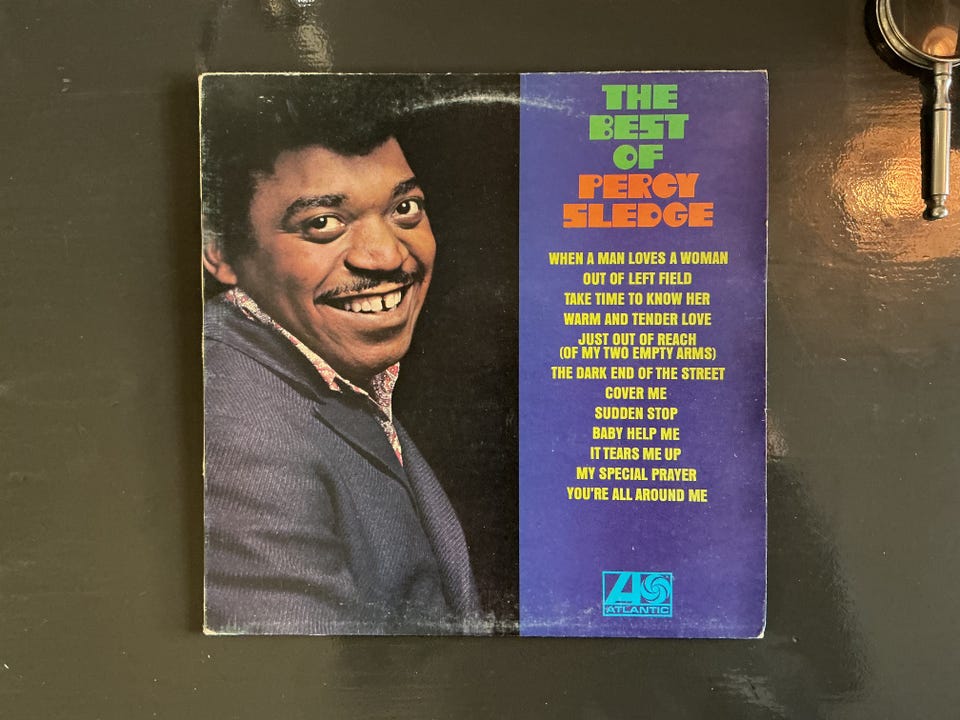 THE
BEST
OF
PERCY
SLEDGE
WHEN A MAN LOVES A WOMAN
OUT OF LEFT FIELD
TAKE TIME TO KNOW HER
WARM AND TENDER LOVE
JUST OUT OF REACH
(OF MY TWO EMPTY ARMS)
THE DARK END OF THE STREET
COVER ME
SUDDEN STOP
BABY HELP ME
IT TEARS ME UP
MY SPECIAL PRAYER
YOU'RE ALL AROUND ME
ATLANTIC